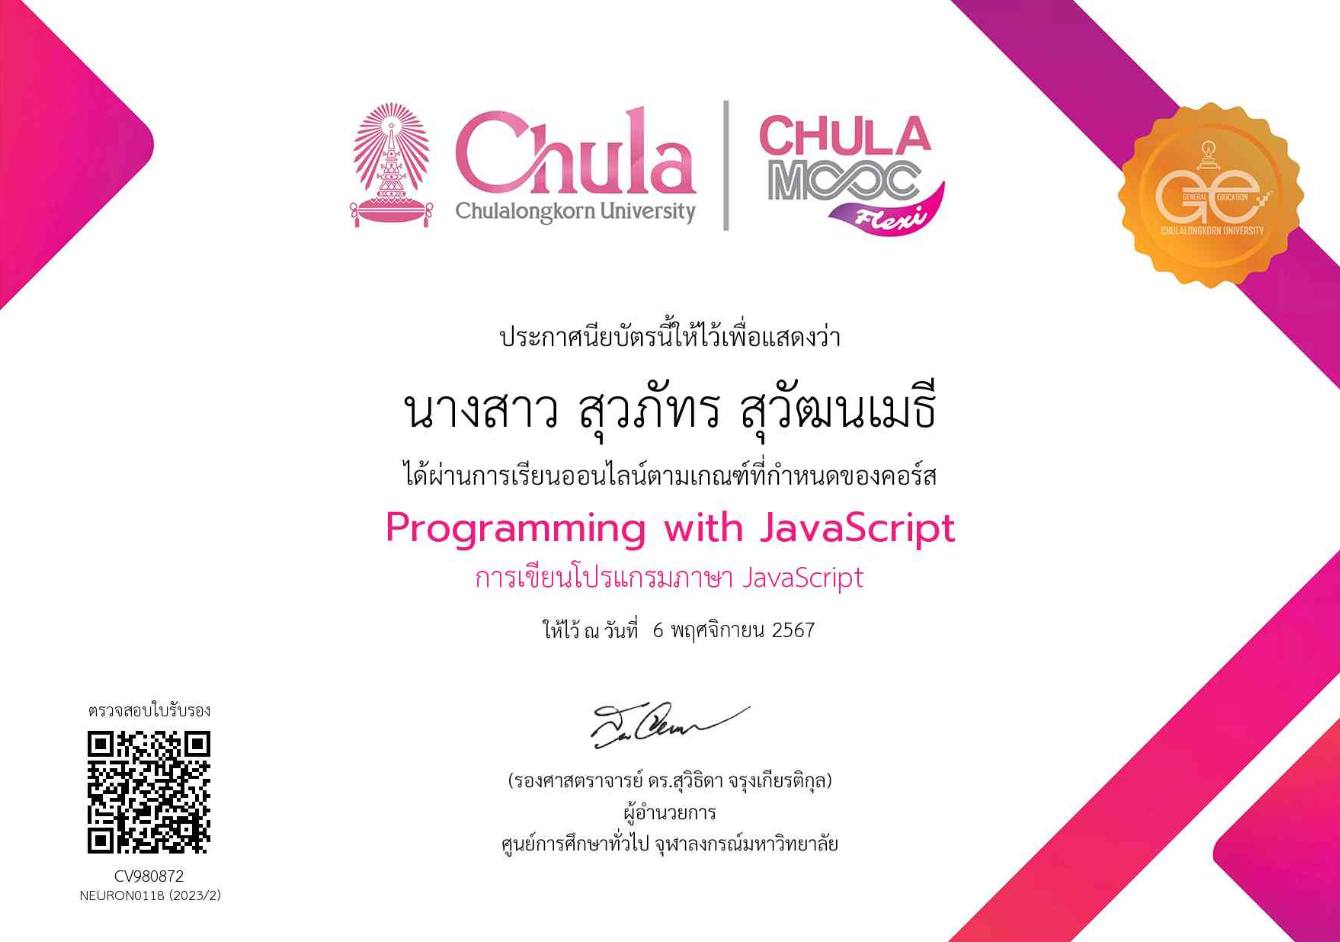 Chula
Chulalongkorn University
CHULA
MOOC
Flexi
GE
GENERAL EDUCATION
CHULALONGKORN UNIVERSITY
ประกาศนียบัตรนี้ให้ไว้เพื่อแสดงว่า
นางสาว สุวภัทร สุวัฒนเมธี
ได้ผ่านการเรียนออนไลน์ตามเกณฑ์ที่กำหนดของคอร์ส
Programming with JavaScript
การเขียนโปรแกรมภาษา JavaScript
ให้ไว้ ณ วันที่ 6 พฤศจิกายน 2567
ตรวจสอบใบรับรอง
CV980872
NEURON0118 (2023/2)
(รองศาสตราจารย์ ดร.สุวิธิดา จรุงเกียรติกุล)
ผู้อำนวยการ
ศูนย์การศึกษาทั่วไป จุฬาลงกรณ์มหาวิทยาลัย